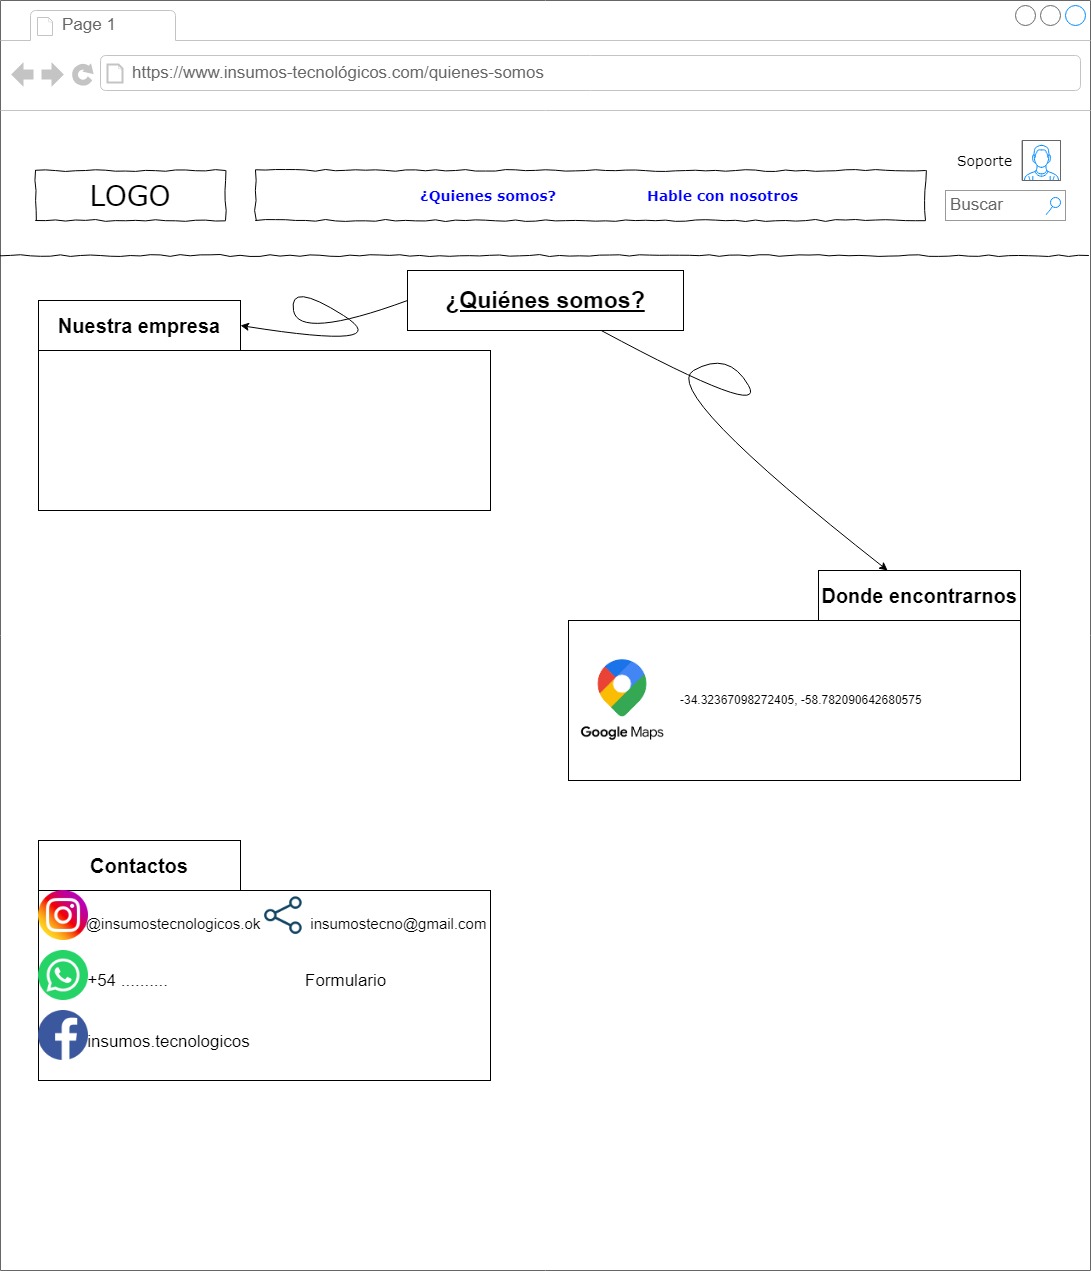 Page 1
https://www.insumos-tecnológicos.com/quienes-somos
Soporte
LOGO
¿Quienes somos?
Hable con nosotros
Buscar
¿Quiénes somos?
Nuestra empresa
Donde encontrarnos
-34.32367098272405, -58.782090642680575
Google Maps
Contactos
@insumostecnologicos.ok
insumostecno@gmail.com
+54 ..........
Formulario
insumos.tecnologicos